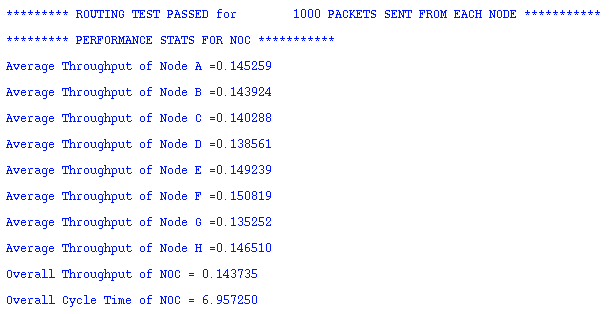 ********* ROUTING TEST PASSED for 1000 PACKETS SENT FROM EACH NODE ***********
********* PERFORMANCE STATS FOR NOC ***********
Average Throughput of Node A =0.145259
Average Throughput of Node B =0.143924
Average Throughput of Node C =0.140288
Average Throughput of Node D =0.138561
Average Throughput of Node E =0.149239
Average Throughput of Node F =0.150819
Average Throughput of Node G =0.135252
Average Throughput of Node H =0.146510
Overall Throughput of NOC = 0.143735
Overall Cycle Time of NOC = 6.957250